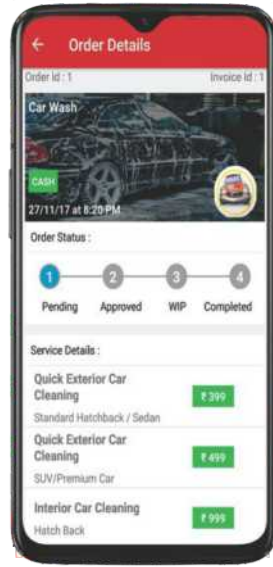 Order Details
Order Id : 1 Invoice Id : 1
Car Wash
CASH
27/11/17 at 8:20 PM
Order Status :
1 2 3 4
Pending Approved WIP Completed
Service Details :
Quick Exterior Car
Cleaning
₹ 399
Standard Hatchback / Sedan
Quick Exterior Car
Cleaning
₹ 499
SUV/Premium Car
Interior Car Cleaning
₹ 999
Hatch Back